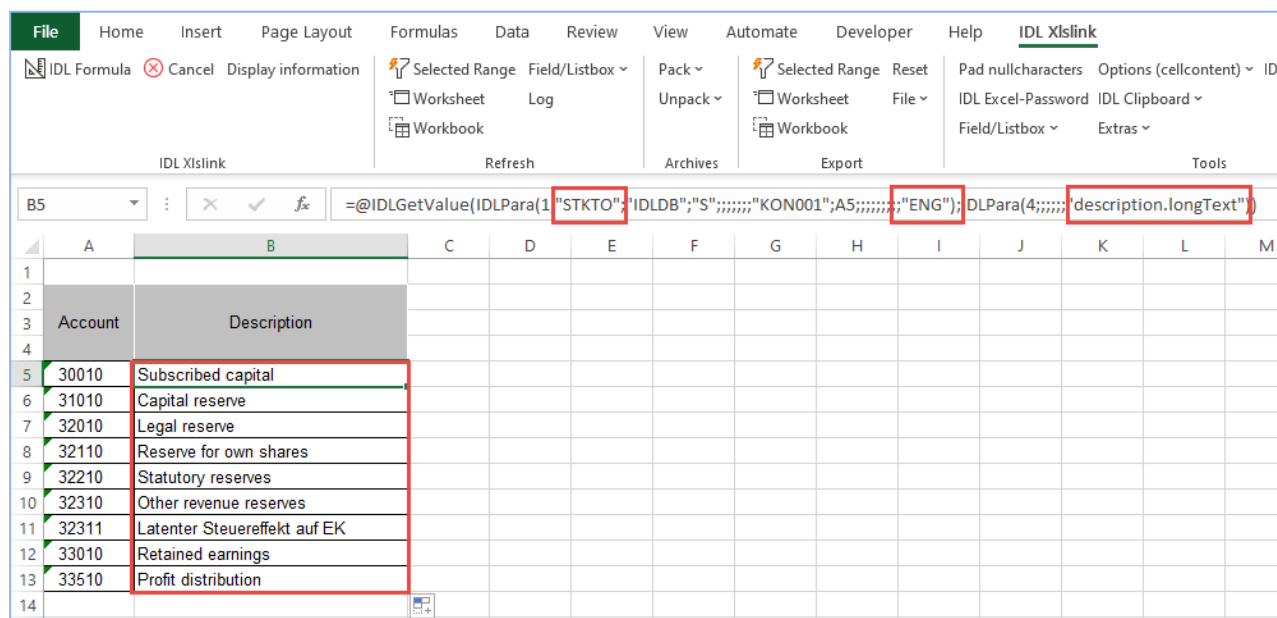 File Home Insert Page Layout Formulas Data Review View Automate Developer Help IDL Xlslink
IDL Formula Cancel Display information Selected Range Field/Listbox Pack Selected Range Reset Pad nullcharacters Options (cellcontent) ID
Worksheet Log Unpack Worksheet File IDL Excel-Password IDL Clipboard
Workbook Workbook Field/Listbox Extras
IDL Xlslink Refresh Archives Export Tools
B5 fx =@IDLGetValue(IDLPara(1;"STKTO";"IDLDB";"S";;;;;;;"KON001";A5;;;;;;;;"ENG");IDLPara(4;;;;;;"description.longText"))
A B C D E F G H I J K L M
1
2
3 Account Description
4
5 30010 Subscribed capital
6 31010 Capital reserve
7 32010 Legal reserve
8 32110 Reserve for own shares
9 32210 Statutory reserves
10 32310 Other revenue reserves
11 32311 Latenter Steuereffekt auf EK
12 33010 Retained earnings
13 33510 Profit distribution
14